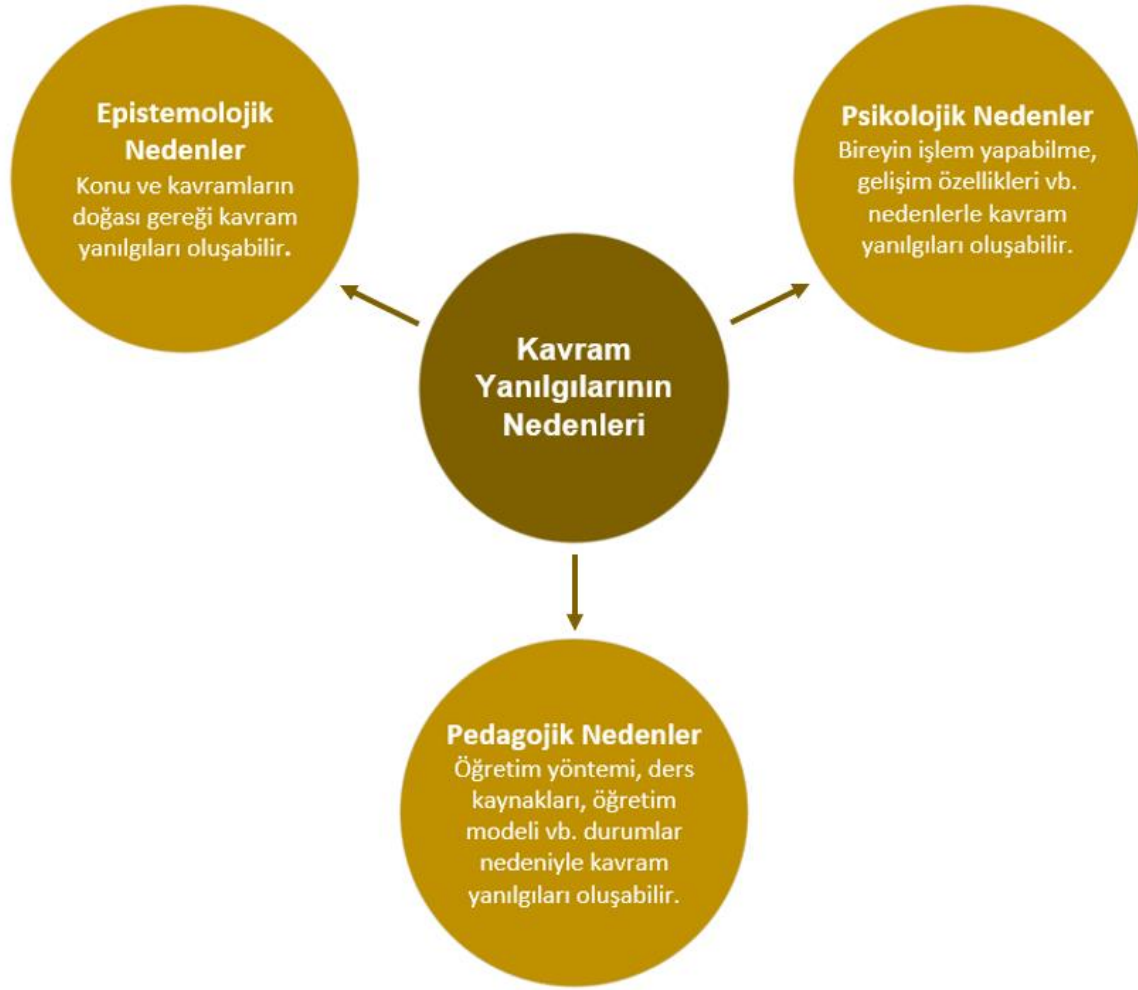 Epistemolojik
Nedenler
Konu ve kavramların
doğası gereği kavram
yanılgıları oluşabilir.
Psikolojik Nedenler
Bireyin işlem yapabilme,
gelişim özellikleri vb.
nedenlerle kavram
yanılgıları oluşabilir.
Kavram
Yanılgılarının
Nedenleri
Pedagojik Nedenler
Öğretim yöntemi, ders
kaynakları, öğretim
modeli vb. durumlar
nedeniyle kavram
yanılgıları oluşabilir.